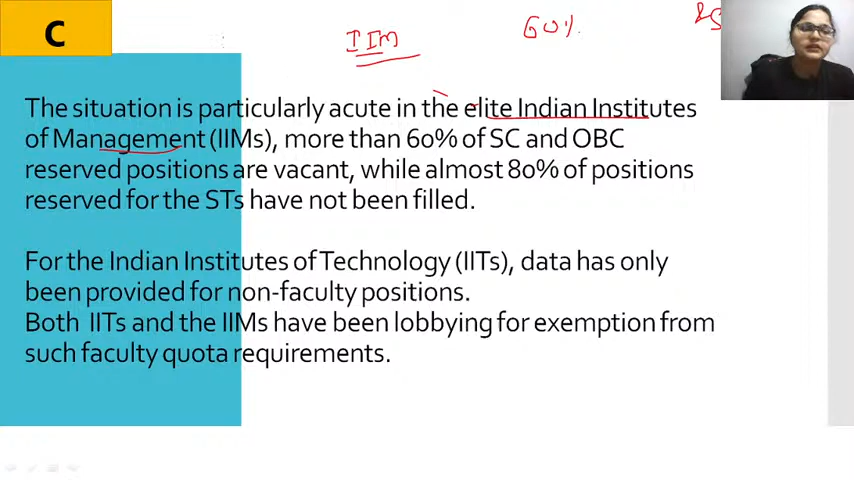 C
IIM
60%
The situation is particularly acute in the elite Indian Institutes
of Management (IIMs), more than 60% of SC and OBC
reserved positions are vacant, while almost 80% of positions
reserved for the STs have not been filled.
For the Indian Institutes of Technology (IITs), data has only
been provided for non-faculty positions.
Both IITs and the IIMs have been lobbying for exemption from
such faculty quota requirements.